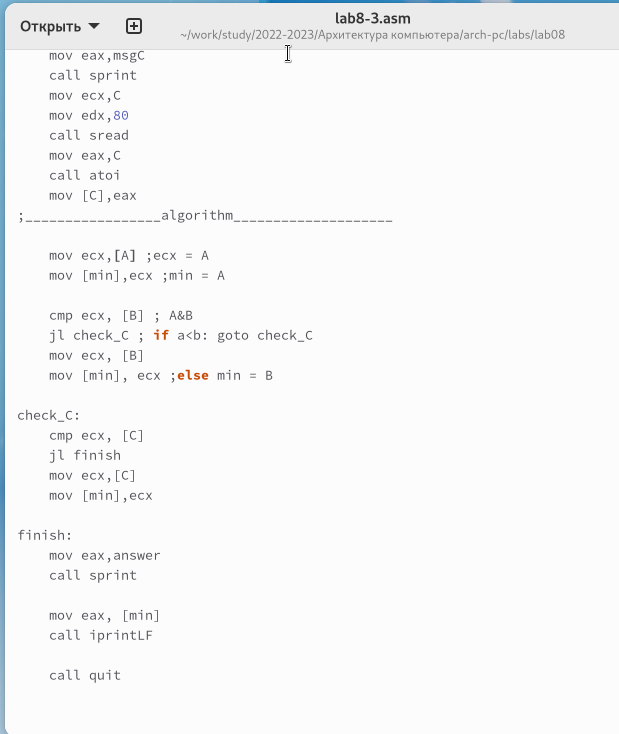 Открыть
lab8-3.asm
~/work/study/2022-2023/Архитектура компьютера/arch-pc/labs/lab08
mov eax,msgC
call sprint
mov ecx,C
mov edx,80
call sread
mov eax,C
call atoi
mov [C],eax
;_________________algorithm____________________
mov ecx,[A] ;ecx = A
mov [min],ecx ;min = A
cmp ecx, [B] ; A&B
jl check_C ; if a<b: goto check_C
mov ecx, [B]
mov [min], ecx ;else min = B
check_C:
cmp ecx, [C]
jl finish
mov ecx,[C]
mov [min],ecx
finish:
mov eax,answer
call sprint
mov eax, [min]
call iprintLF
call quit